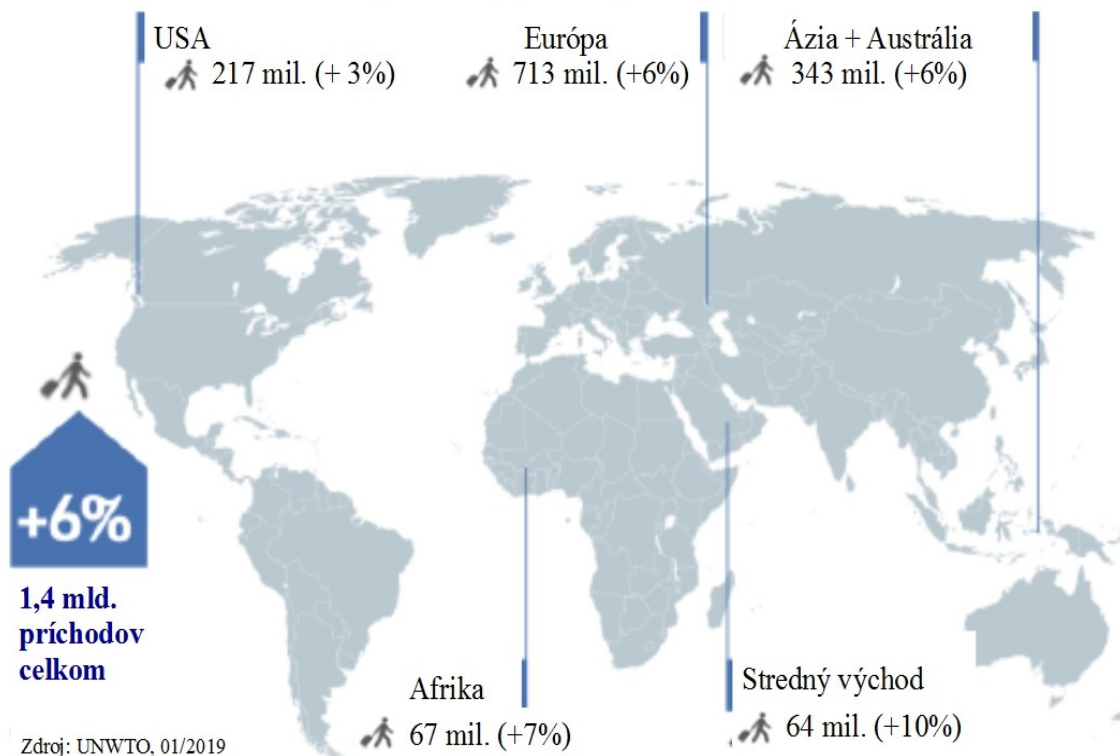 USA
217 mil. (+ 3%)
Európa
713 mil. (+6%)
Ázia + Austrália
343 mil. (+6%)
+6%
1,4 mld.
príchodov
celkom
Afrika
67 mil. (+7%)
Stredný východ
64 mil. (+10%)
Zdroj: UNWTO, 01/2019